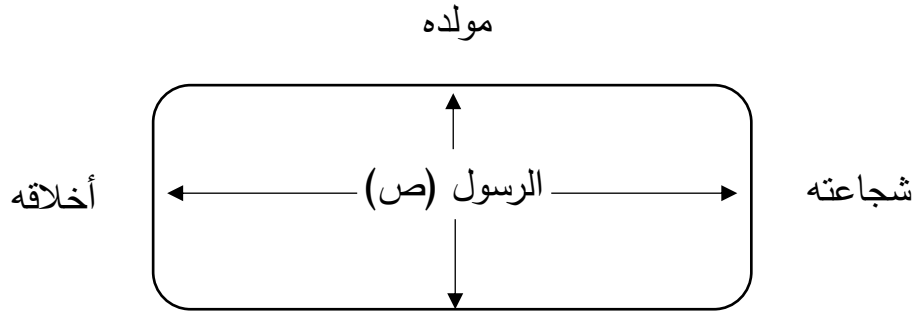 مولده
شجاعته
الرسول (ص)
أخلاقه